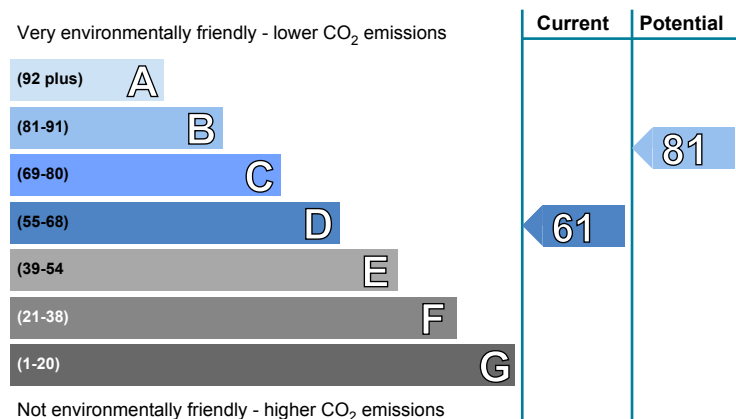 Current Potential
Very environmentally friendly - lower CO₂ emissions
(92 plus) A
(81-91) B
81
(69-80) C
(55-68) D
61
(39-54 E
(21-38) F
(1-20) G
Not environmentally friendly - higher CO₂ emissions